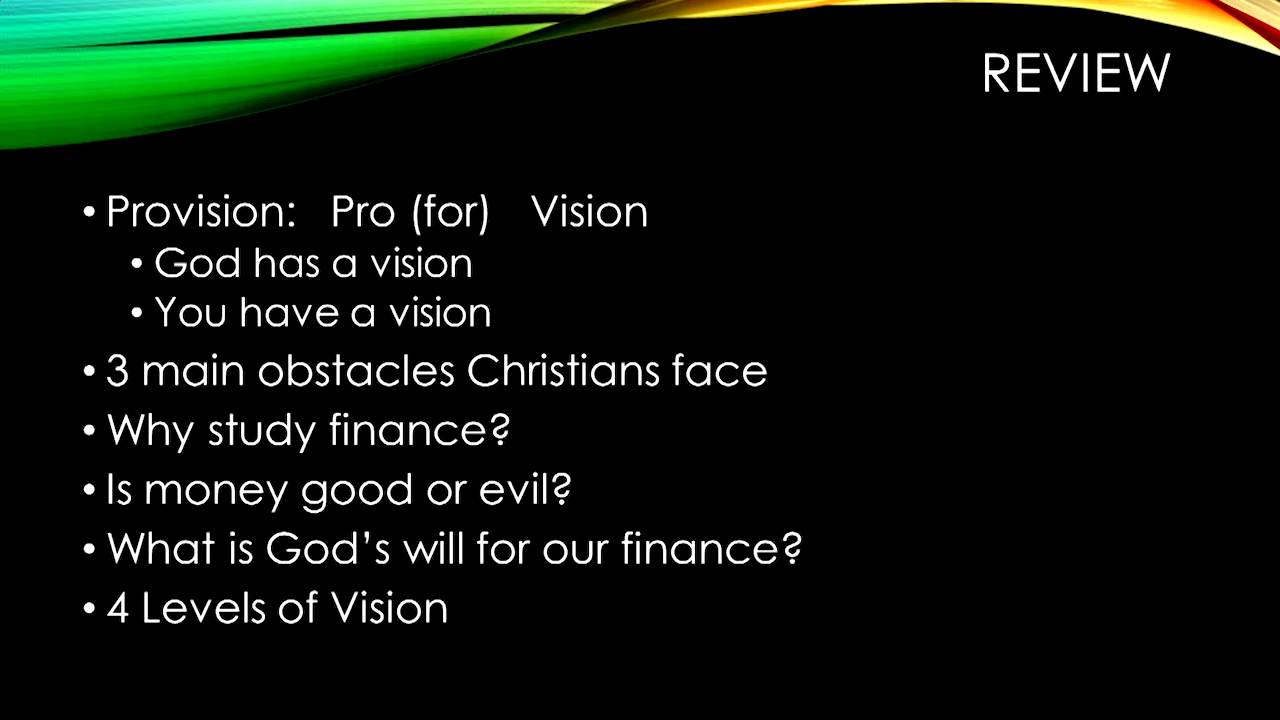 REVIEW
• Provision:   Pro (for)   Vision
• God has a vision
• You have a vision
• 3 main obstacles Christians face
• Why study finance?
• Is money good or evil?
• What is God’s will for our finance?
• 4 Levels of Vision